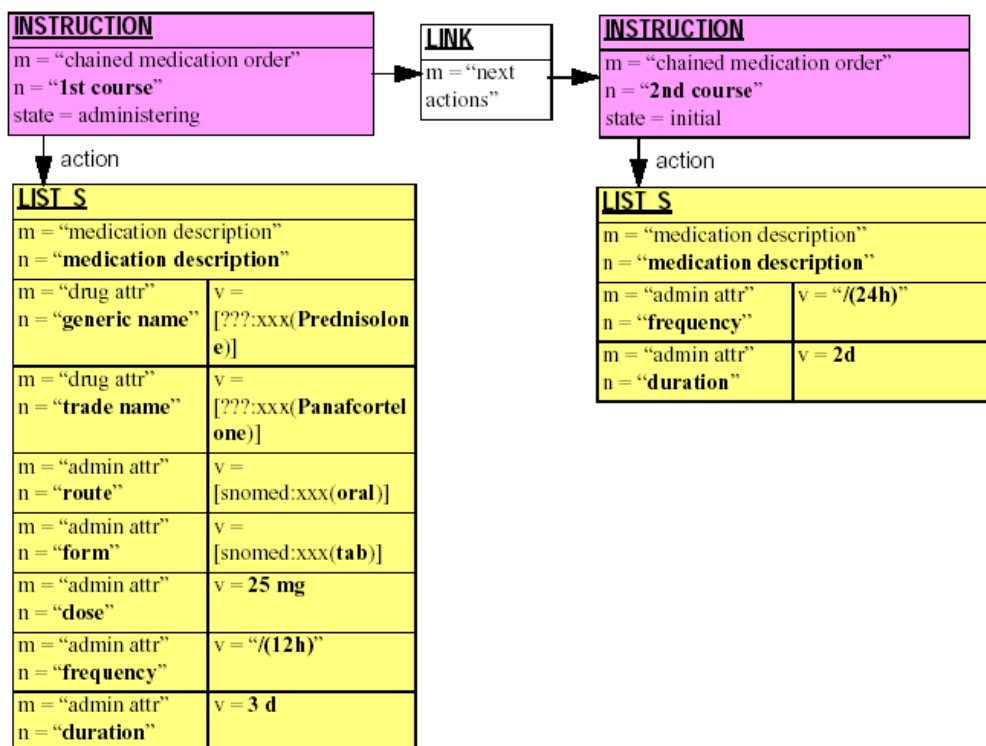 INSTRUCTION
m = “chained medication order”
n = “1st course”
state = administering
LINK
m = “next
actions”
INSTRUCTION
m = “chained medication order”
n = “2nd course”
state = initial
action
LIST_S
m = “medication description”
n = “medication description”
m = “drug attr”
n = “generic name”
v =
[???:xxx(Prednisolon
e)]
m = “drug attr”
n = “trade name”
v =
[???:xxx(Panafcortel
one)]
m = “admin attr”
n = “route”
v =
[snomed:xxx(oral)]
m = “admin attr”
n = “form”
v =
[snomed:xxx(tab)]
m = “admin attr”
n = “dose”
v = 25 mg
m = “admin attr”
n = “frequency”
v = “/(12h)”
m = “admin attr”
n = “duration”
v = 3 d
action
LIST_S
m = “medication description”
n = “medication description”
m = “admin attr”
n = “frequency”
v = “/(24h)”
m = “admin attr”
n = “duration”
v = 2d